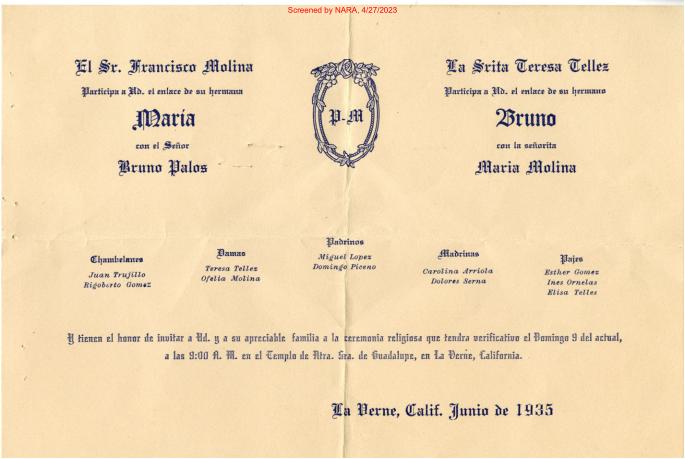 Screened by NARA, 4/27/2023
El Sr. Francisco Molina
Participa a Ud. el enlace de su hermana
Maria
con el Señor
Bruno Palos
P-M
La Srita Teresa Tellez
Participa a Ud. el enlace de su hermano
Bruno
con la señorita
Maria Molina
Chambelanes
Juan Trujillo
Rigoberto Gomez
Damas
Teresa Tellez
Ofelia Molina
Padrinos
Miguel Lopez
Domingo Piceno
Madrinas
Carolina Arriola
Dolores Serna
Pajes
Esther Gomez
Ines Ornelas
Elisa Telles
Y tienen el honor de invitar a Ud. y a su apreciable familia a la ceremonia religiosa que tendra verificativo el Domingo 9 del actual,
a las 9:00 A. M. en el Templo de Ntra. Sra. de Guadalupe, en La Verne, California.
La Verne, Calif. Junio de 1935